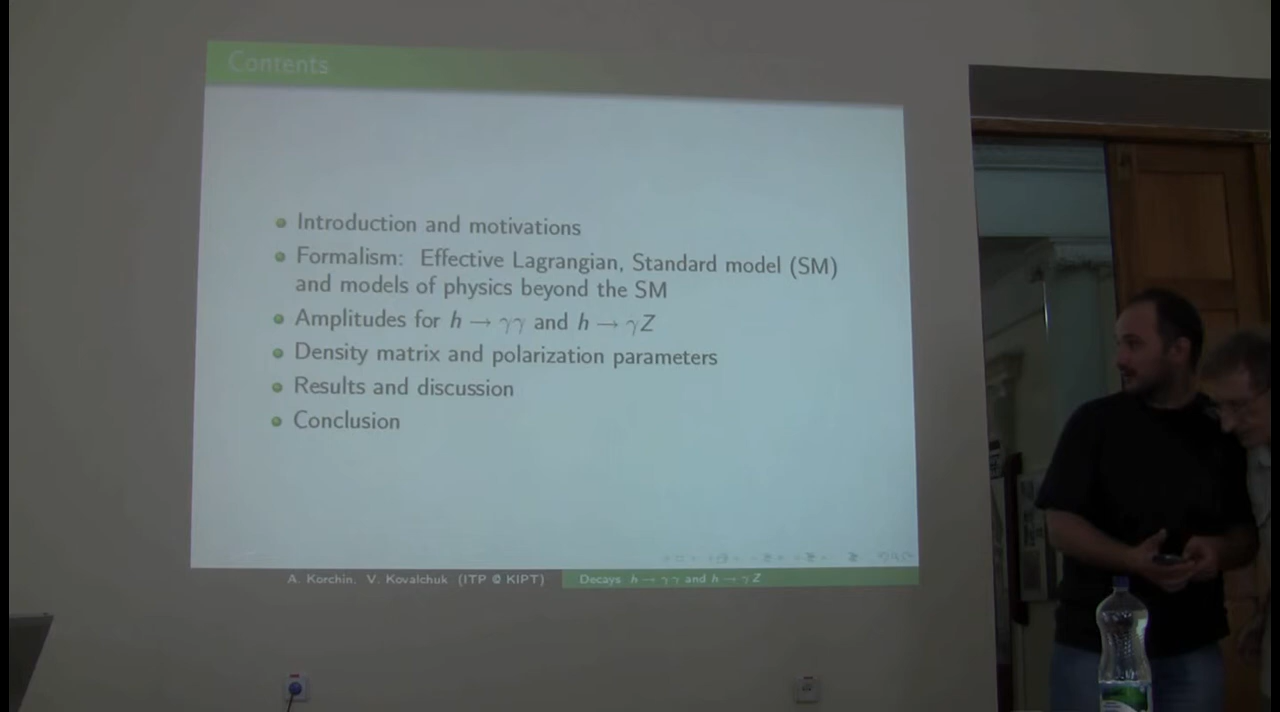 Contents
Introduction and motivations
Formalism: Effective Lagrangian, Standard model (SM)
and models of physics beyond the SM
Amplitudes for h → γγ and h → γZ
Density matrix and polarization parameters
Results and discussion
Conclusion
A. Korchin, V. Kovalchuk (ITP @ KIPT)
Decays h → γγ and h → γZ